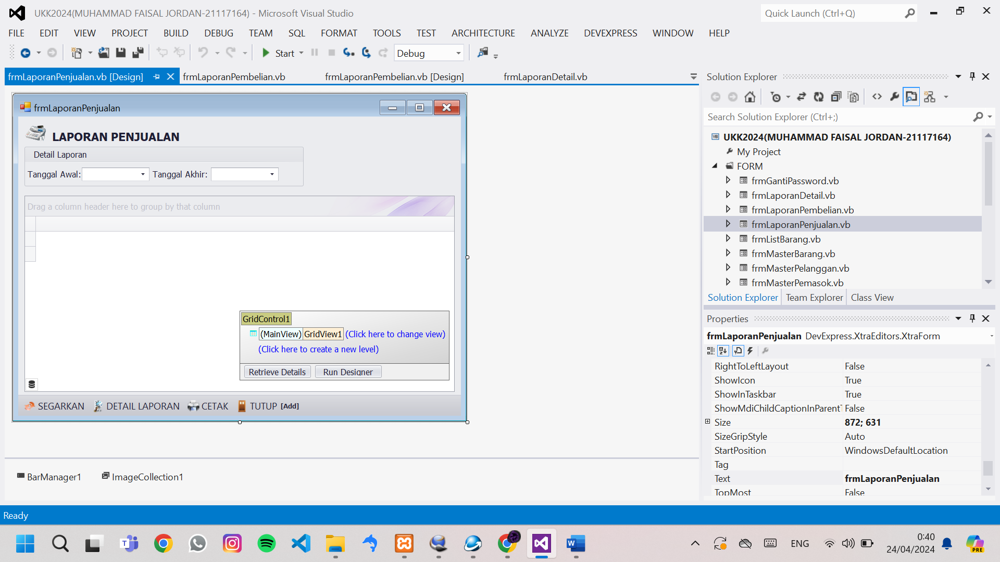 UKK2024(MUHAMMAD FAISAL JORDAN-21117164) - Microsoft Visual Studio
Quick Launch (Ctrl+Q)
FILE EDIT VIEW PROJECT BUILD DEBUG TEAM SQL FORMAT TOOLS TEST ARCHITECTURE ANALYZE DEVEXPRESS WINDOW HELP
Start Debug
frmLaporanPenjualan.vb [Design] frmLaporanPembelian.vb frmLaporanPembelian.vb [Design] frmLaporanDetail.vb
frmLaporanPenjualan
LAPORAN PENJUALAN
Detail Laporan
Tanggal Awal: Tanggal Akhir:
Drag a column header here to group by that column
GridControl1
(MainView) GridView1 (Click here to change view)
(Click here to create a new level)
Retrieve Details Run Designer
SEGARKAN DETAIL LAPORAN CETAK TUTUP [Add]
BarManager1 ImageCollection1
Solution Explorer
Search Solution Explorer (Ctrl+;)
UKK2024(MUHAMMAD FAISAL JORDAN-21117164)
My Project
FORM
frmGantiPassword.vb
frmLaporanDetail.vb
frmLaporanPembelian.vb
frmLaporanPenjualan.vb
frmListBarang.vb
frmMasterBarang.vb
frmMasterPelanggan.vb
frmMasterPemasok.vb
Solution Explorer Team Explorer Class View
Properties
frmLaporanPenjualan DevExpress.XtraEditors.XtraForm
RightToLeftLayout False
ShowIcon True
ShowInTaskbar True
ShowMdiChildCaptionInParentT False
Size 872; 631
SizeGripStyle Auto
StartPosition WindowsDefaultLocation
Tag
Text frmLaporanPenjualan
TopMost False
Ready
ENG
0:40
24/04/2024
PRE